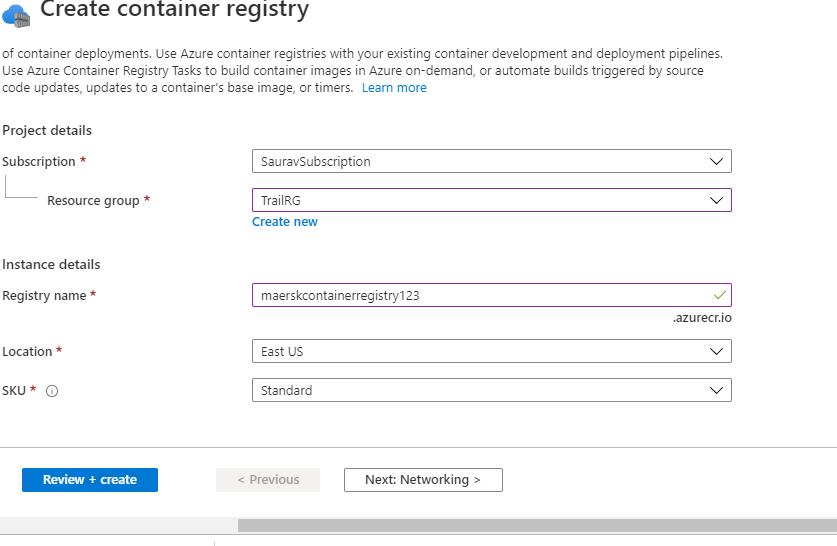 Create container registry
of container deployments. Use Azure container registries with your existing container development and deployment pipelines.
Use Azure Container Registry Tasks to build container images in Azure on-demand, or automate builds triggered by source
code updates, updates to a container's base image, or timers. Learn more
Project details
Subscription *
SauravSubscription
Resource group *
TrailRG
Create new
Instance details
Registry name *
maerskcontainerregistry123
.azurecr.io
Location *
East US
SKU *
Standard
Review + create
< Previous
Next: Networking >